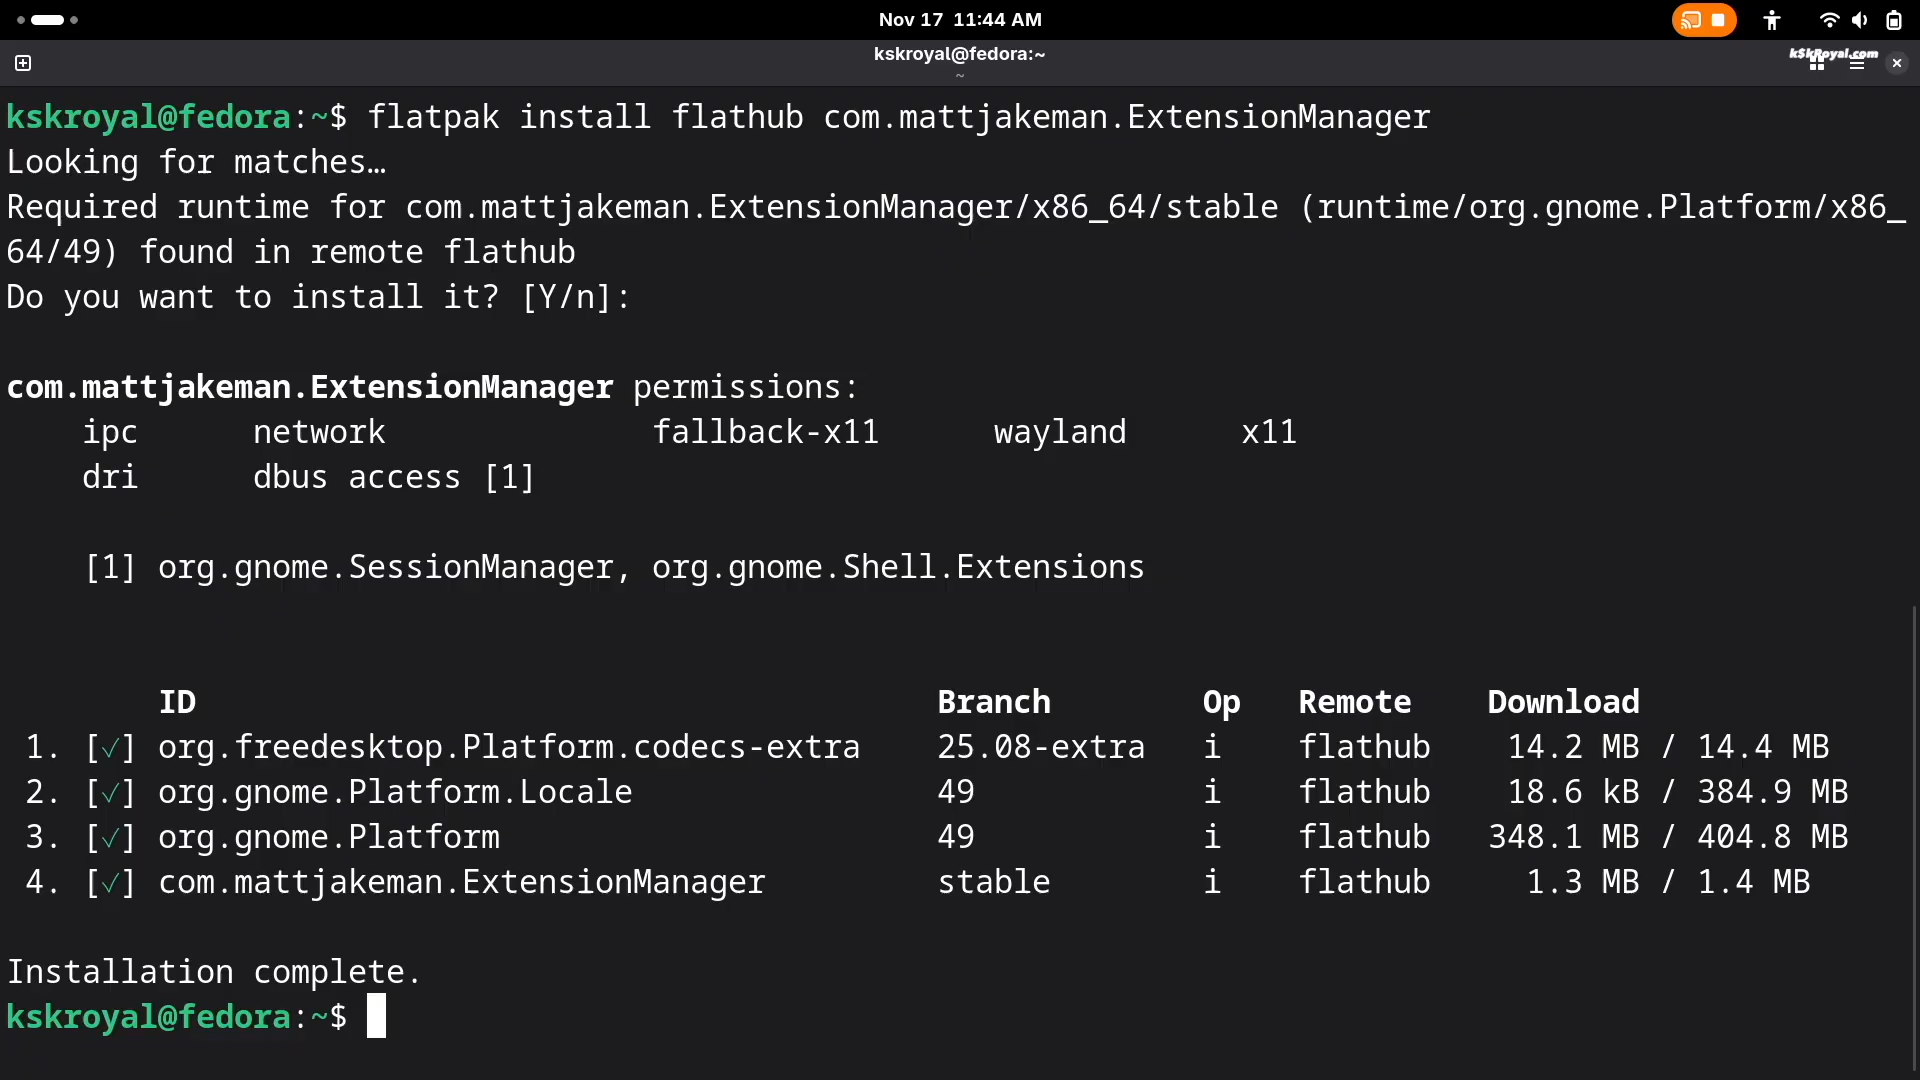 Nov 17 11:44 AM
kskroyal@fedora:~
~
kSkRoyal.com
kskroyal@fedora:~$ flatpak install flathub com.mattjakeman.ExtensionManager
Looking for matches…
Required runtime for com.mattjakeman.ExtensionManager/x86_64/stable (runtime/org.gnome.Platform/x86_
64/49) found in remote flathub
Do you want to install it? [Y/n]:
com.mattjakeman.ExtensionManager permissions:
ipc network fallback-x11 wayland x11
dri dbus access [1]
[1] org.gnome.SessionManager, org.gnome.Shell.Extensions
ID Branch Op Remote Download
1. [✓] org.freedesktop.Platform.codecs-extra 25.08-extra i flathub 14.2 MB / 14.4 MB
2. [✓] org.gnome.Platform.Locale 49 i flathub 18.6 kB / 384.9 MB
3. [✓] org.gnome.Platform 49 i flathub 348.1 MB / 404.8 MB
4. [✓] com.mattjakeman.ExtensionManager stable i flathub 1.3 MB / 1.4 MB
Installation complete.
kskroyal@fedora:~$